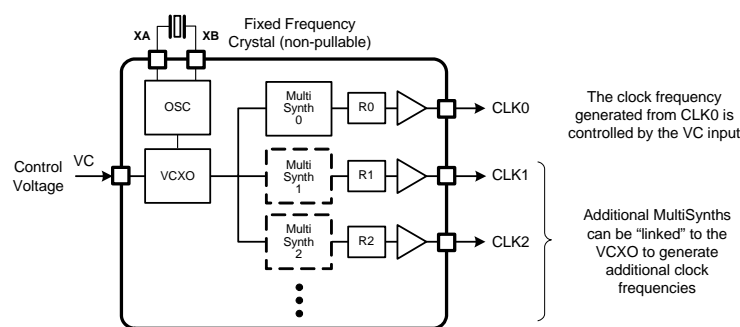 XA
XB
Fixed Frequency
Crystal (non-pullable)
OSC
Multi
Synth
0
R0
CLK0
The clock frequency
generated from CLK0 is
controlled by the VC input
Control
Voltage
VC
VCXO
Multi
Synth
1
R1
CLK1
Multi
Synth
2
R2
CLK2
Additional MultiSynths
can be “linked” to the
VCXO to generate
additional clock
frequencies